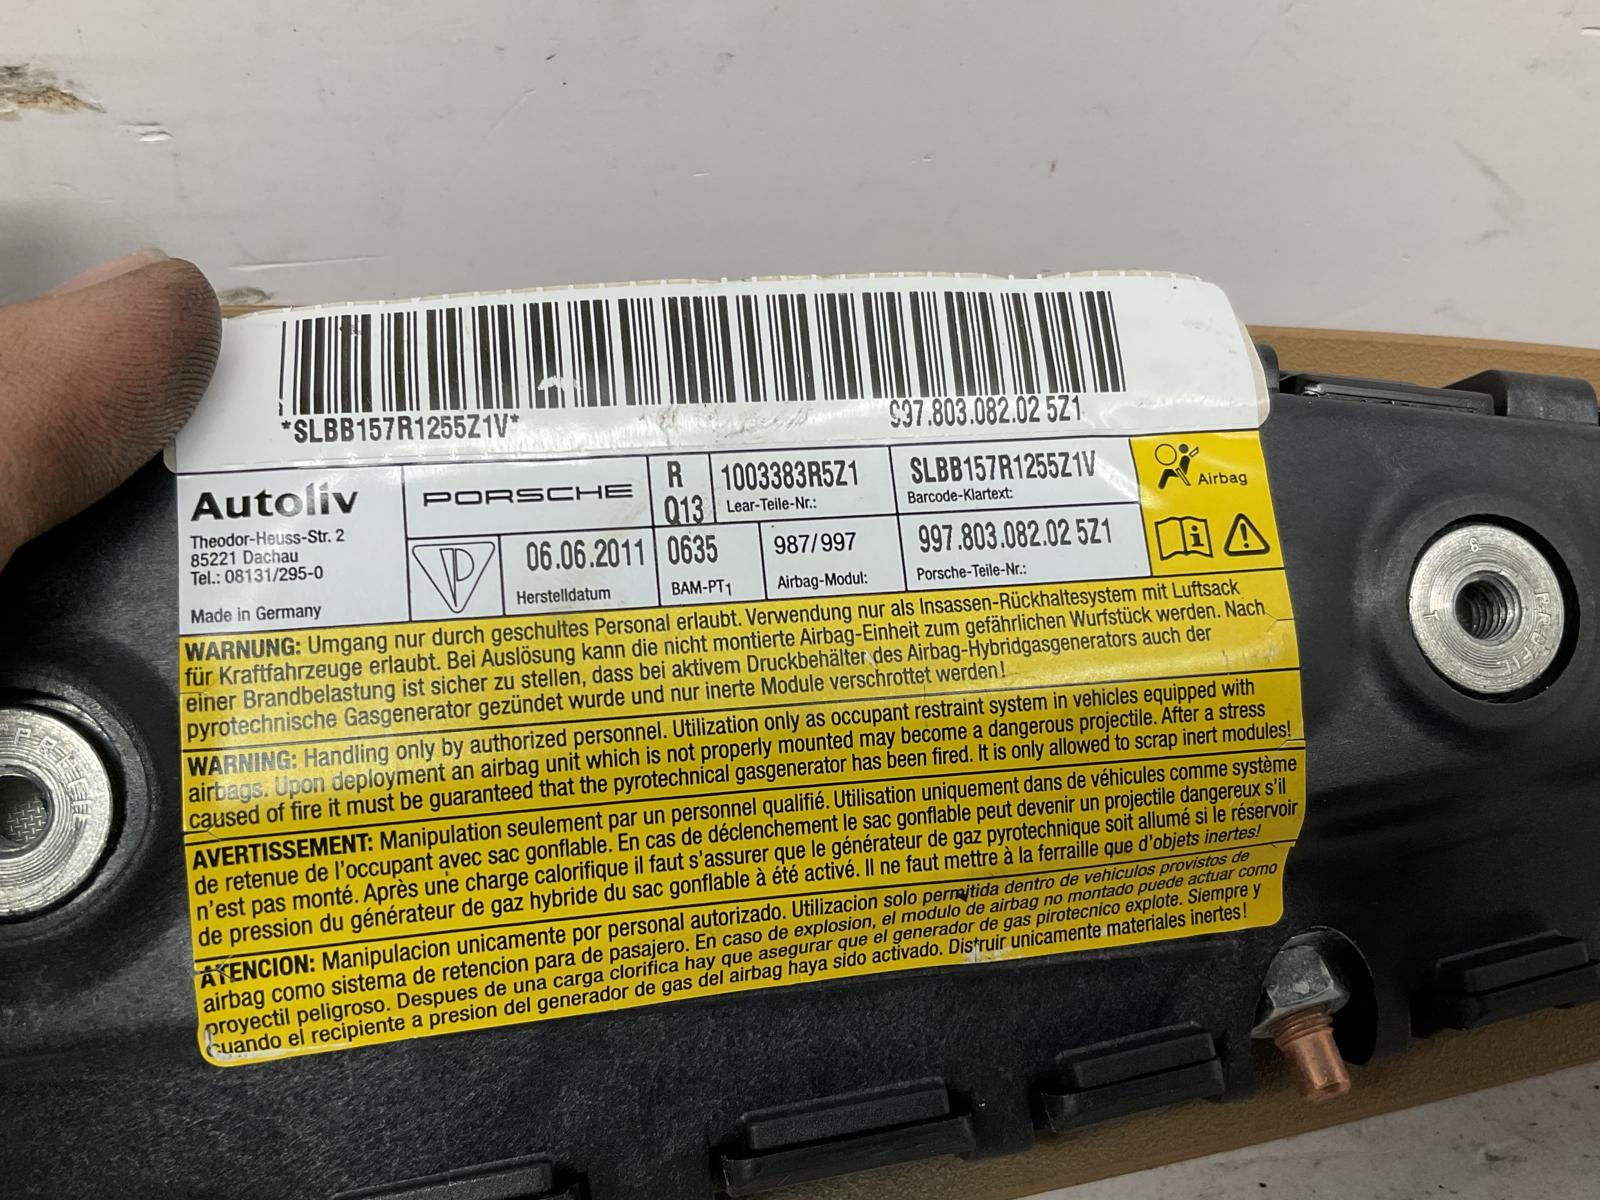 *SLBB157R1255Z1V*
997.803.082.02 5Z1
Autoliv
Theodor-Heuss-Str. 2
85221 Dachau
Tel.: 08131/295-0
Made in Germany
PORSCHE
R
Q13
1003383R5Z1
Lear-Teile-Nr.:
SLBB157R1255Z1V
Barcode-Klartext:
Airbag
06.06.2011
Herstelldatum
0635
BAM-PT1
987/997
Airbag-Modul:
997.803.082.02 5Z1
Porsche-Teile-Nr.:
WARNUNG: Umgang nur durch geschultes Personal erlaubt. Verwendung nur als Insassen-Rückhaltesystem mit Luftsack
für Kraftfahrzeuge erlaubt. Bei Auslösung kann die nicht montierte Airbag-Einheit zum gefährlichen Wurfstück werden. Nach
einer Brandbelastung ist sicher zu stellen, dass bei aktivem Druckbehälter des Airbag-Hybridgasgenerators auch der
pyrotechnische Gasgenerator gezündet wurde und nur inerte Module verschrottet werden!
WARNING: Handling only by authorized personnel. Utilization only as occupant restraint system in vehicles equipped with
airbags. Upon deployment an airbag unit which is not properly mounted may become a dangerous projectile. After a stress
caused of fire it must be guaranteed that the pyrotechnical gasgenerator has been fired. It is only allowed to scrap inert modules!
AVERTISSEMENT: Manipulation seulement par un personnel qualifié. Utilisation uniquement dans de véhicules comme système
de retenue de l'occupant avec sac gonflable. En cas de déclenchement le sac gonflable peut devenir un projectile dangereux s'il
n'est pas monté. Après une charge calorifique il faut s'assurer que le générateur de gaz pyrotechnique soit allumé si le réservoir
de pression du générateur de gaz hybride du sac gonflable à été activé. Il ne faut mettre à la ferraille que d'objets inertes!
ATENCION: Manipulacion unicamente por personal autorizado. Utilizacion solo permitida dentro de vehiculos provistos de
airbag como sistema de retencion para de pasajero. En caso de explosion, el modulo de airbag no montado puede actuar como
proyectil peligroso. Despues de una carga clorifica hay que asegurar que el generador de gas pirotecnico explote. Siempre y
cuando el recipiente a presion del generador de gas del airbag haya sido activado. Distruir unicamente materiales inertes!